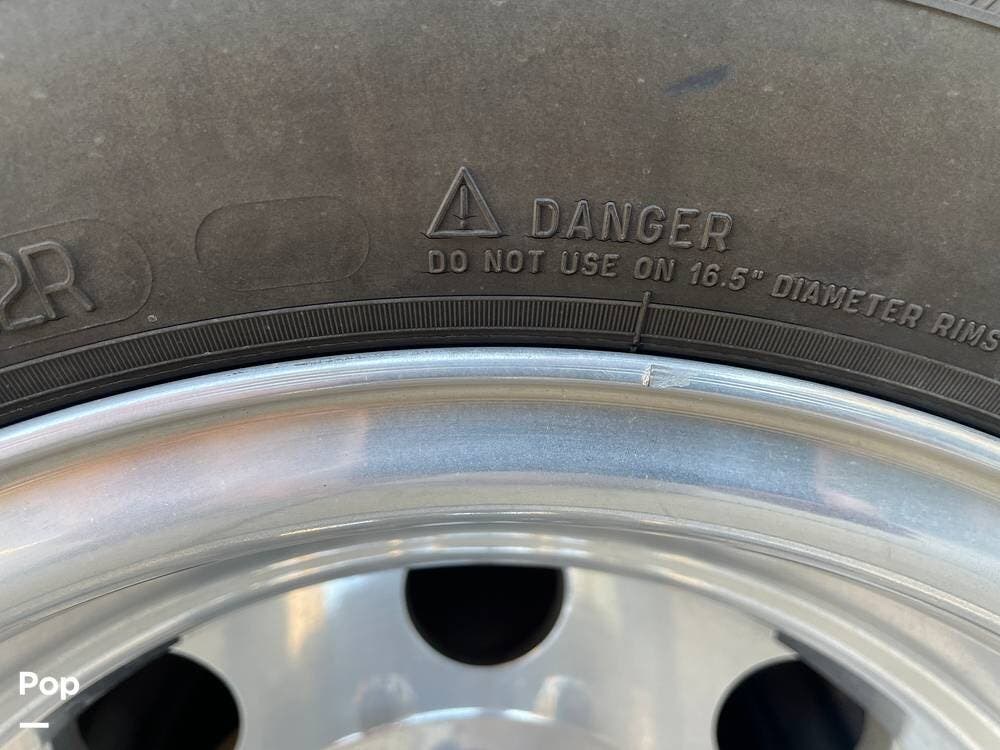 2R
DANGER
DO NOT USE ON 16.5" DIAMETER RIMS
Pop